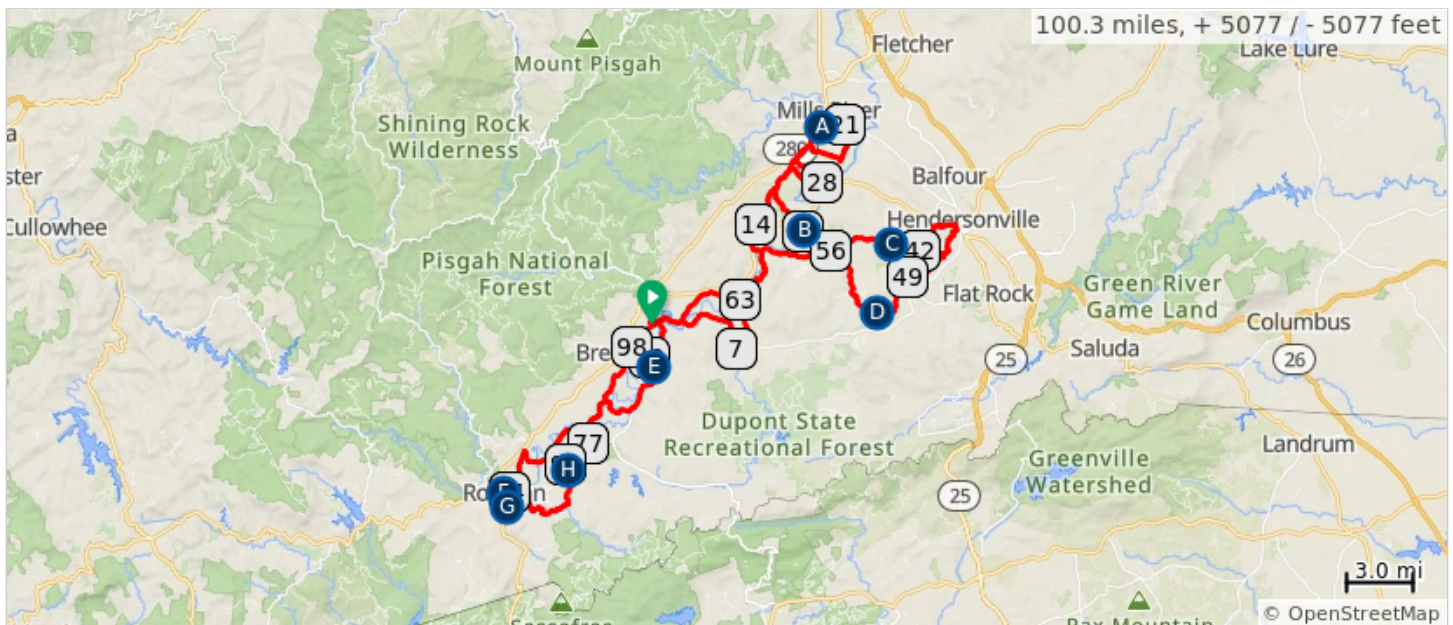 100.3 miles, + 5077 / - 5077 feet
Fletcher
Lake Lure
Mount Pisgah
Mills River
A
21
Shining Rock
Wilderness
280
28
Balfour
Cullowhee
Hendersonville
14
B
56
C
42
Pisgah National
Forest
49
Green River
Game Land
63
Flat Rock
D
Columbus
98
7
E
25
Saluda
26
Dupont State
Recreational Forest
77
H
Landrum
Greenville
Watershed
25
G
3.0 mi
© OpenStreetMap